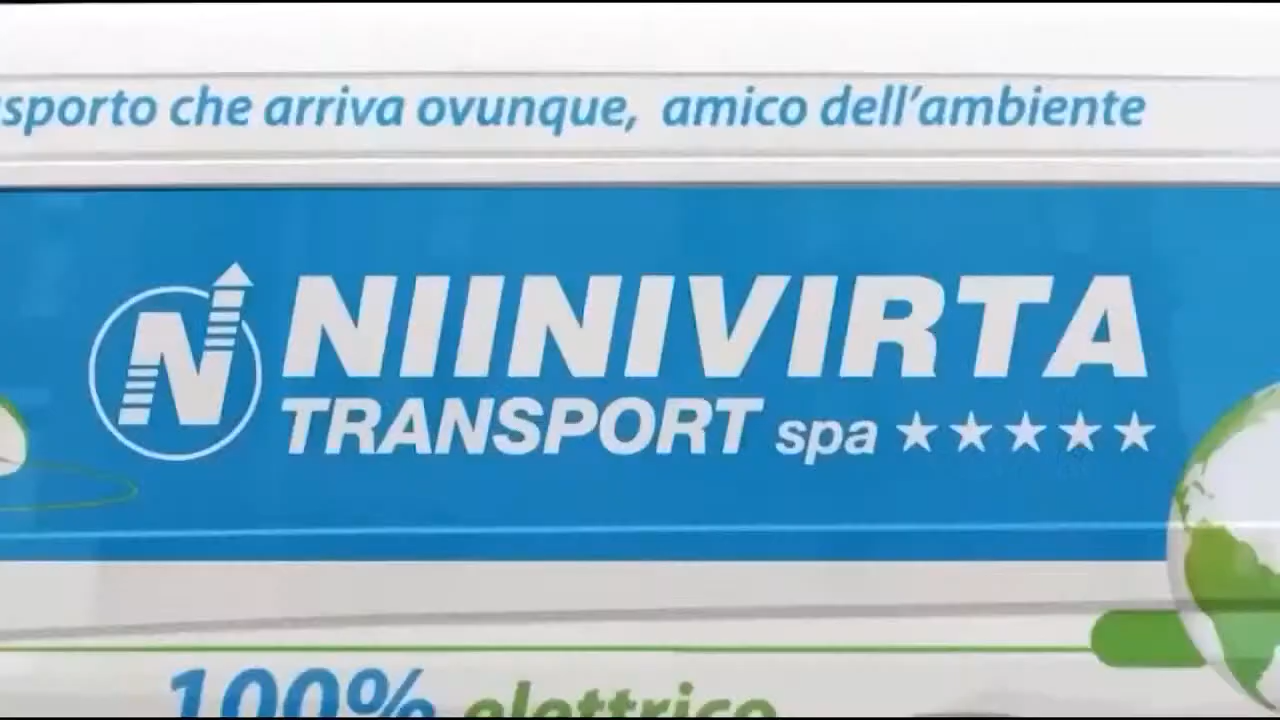 sporto che arriva ovunque, amico dell'ambiente
N NIINIVIRTA
TRANSPORT spa ★★★★★
100% elettrico